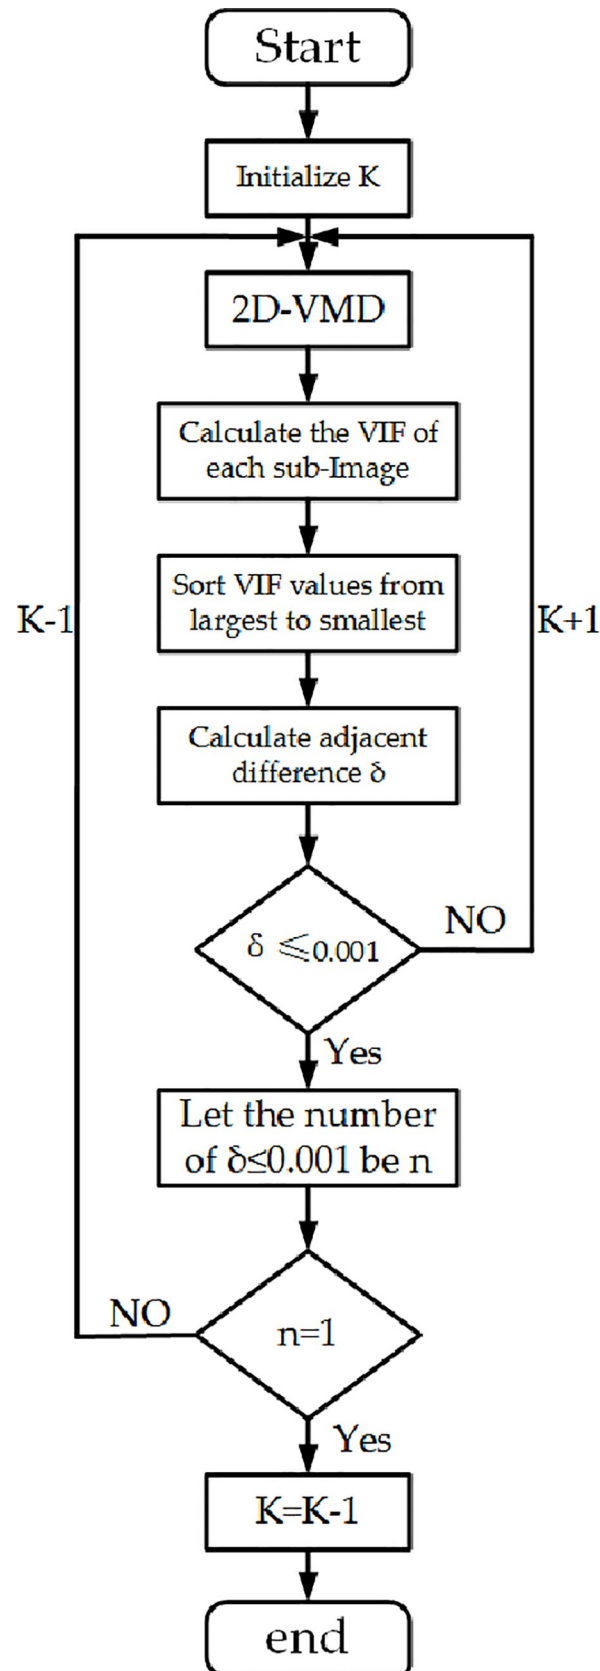 Start
Initialize K
2D-VMD
Calculate the VIF of
each sub-Image
Sort VIF values from
largest to smallest
K-1
K+1
Calculate adjacent
difference δ
NO
δ ⩽0.001
Yes
Let the number
of δ≤0.001 be n
NO
n=1
Yes
K=K-1
end